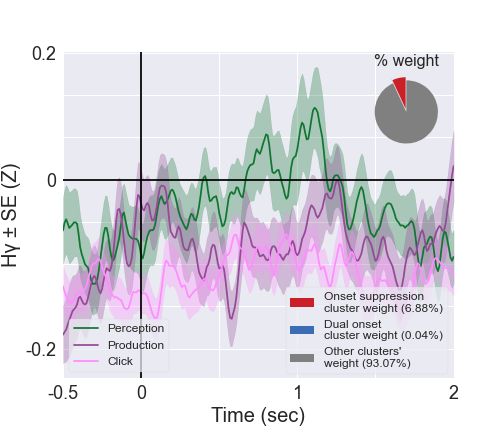 % weight
0.2
0
-0.2
Hγ ± SE (Z)
Perception
Production
Click
Onset suppression
cluster weight (6.88%)
Dual onset
cluster weight (0.04%)
Other clusters'
weight (93.07%)
-0.5
0
1
2
Time (sec)